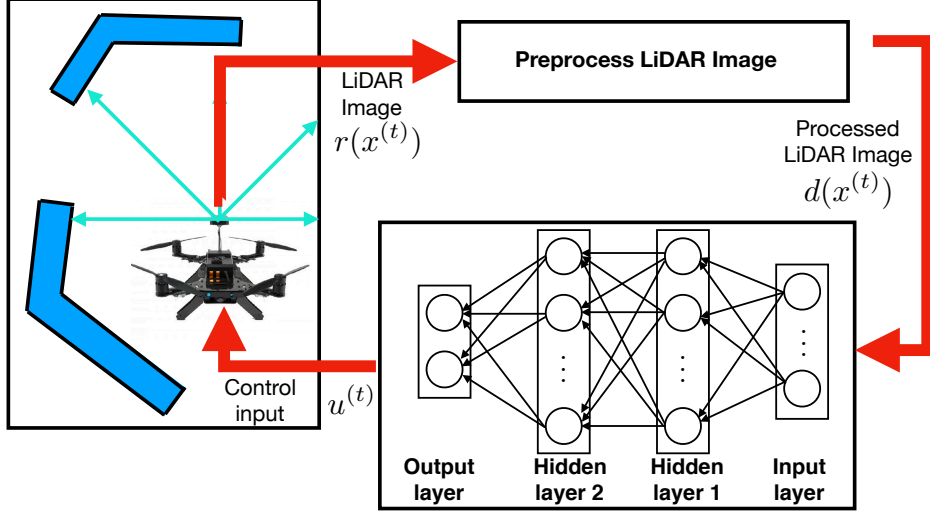 Preprocess LiDAR Image
LiDAR
Image
r(x^{(t)})
Processed
LiDAR Image
d(x^{(t)})
Control
input
u^{(t)}
Output
layer
Hidden
layer 2
Hidden
layer 1
Input
layer